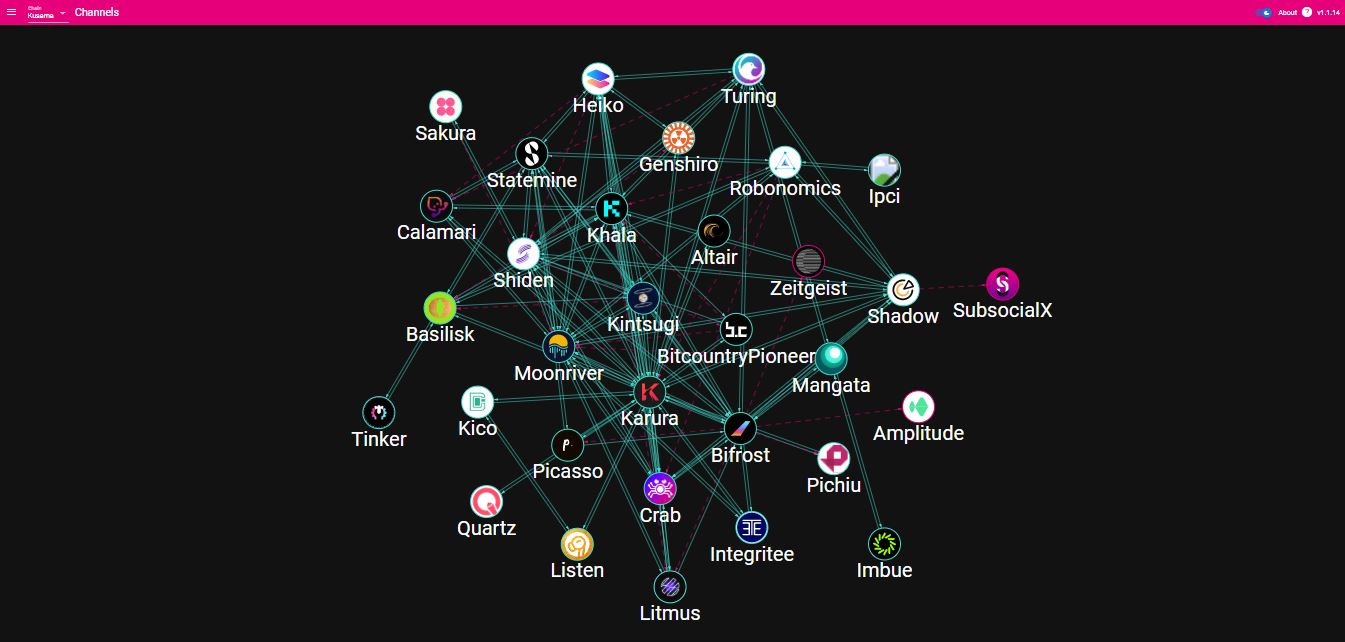 Chain
Kusama
Channels
About
v1.1.14
Heiko
Turing
Sakura
Genshiro
Statemine
Robonomics
Ipci
Calamari
Khala
Altair
Shiden
Zeitgeist
SubsocialX
Shadow
Kintsugi
Basilisk
BitcountryPioneer
Moonriver
Mangata
Karura
Kico
Amplitude
Tinker
Bifrost
Picasso
Pichiu
Crab
Quartz
Integritee
Listen
Imbue
Litmus